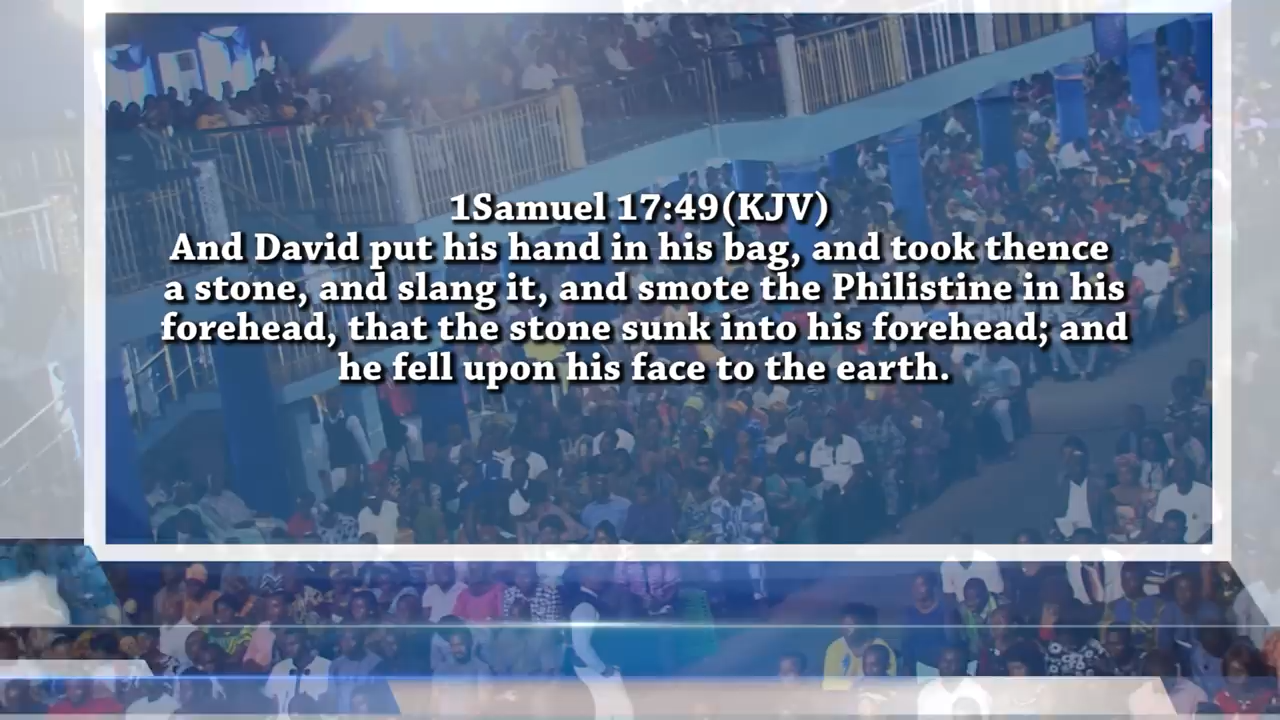 1Samuel 17:49(KJV)
And David put his hand in his bag, and took thence
a stone, and slang it, and smote the Philistine in his
forehead, that the stone sunk into his forehead; and
he fell upon his face to the earth.